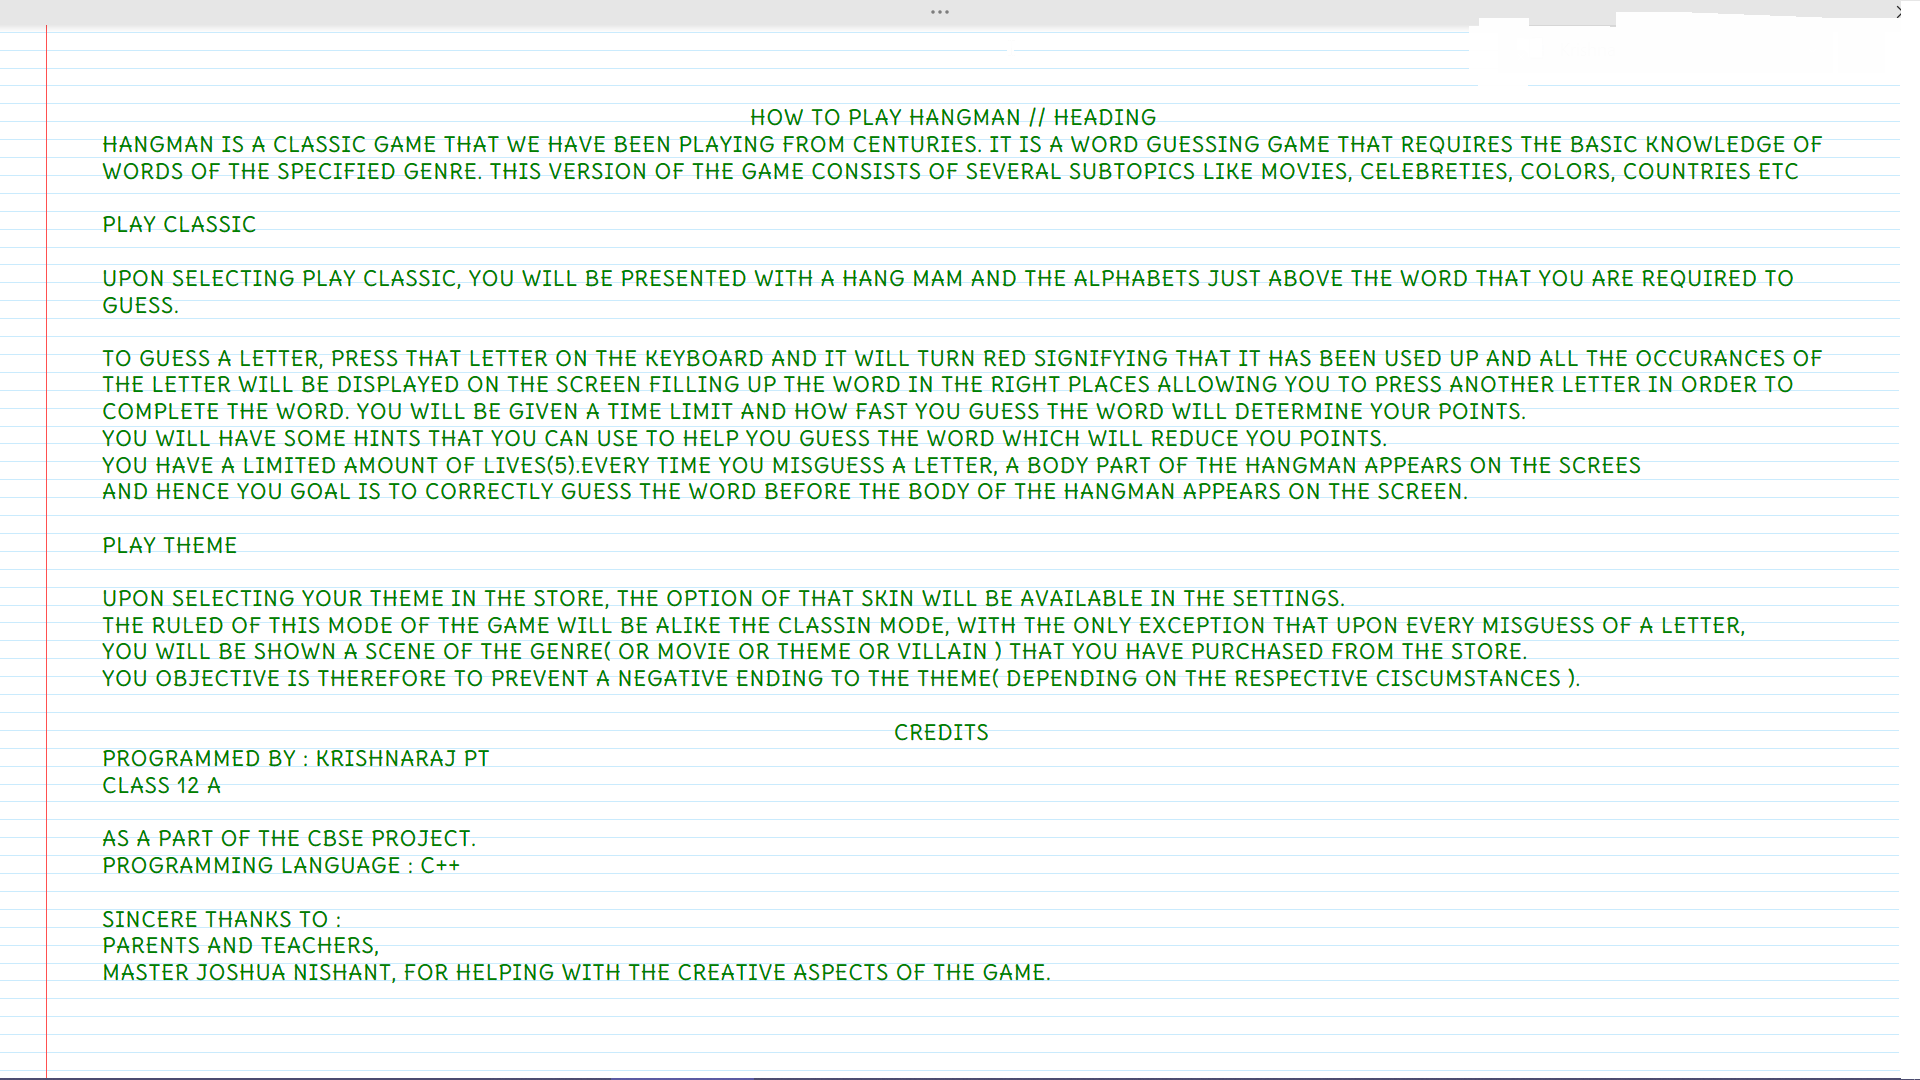 HOW TO PLAY HANGMAN // HEADING
HANGMAN IS A CLASSIC GAME THAT WE HAVE BEEN PLAYING FROM CENTURIES. IT IS A WORD GUESSING GAME THAT REQUIRES THE BASIC KNOWLEDGE OF
WORDS OF THE SPECIFIED GENRE. THIS VERSION OF THE GAME CONSISTS OF SEVERAL SUBTOPICS LIKE MOVIES, CELEBRETIES, COLORS, COUNTRIES ETC
PLAY CLASSIC
UPON SELECTING PLAY CLASSIC, YOU WILL BE PRESENTED WITH A HANG MAM AND THE ALPHABETS JUST ABOVE THE WORD THAT YOU ARE REQUIRED TO
GUESS.
TO GUESS A LETTER, PRESS THAT LETTER ON THE KEYBOARD AND IT WILL TURN RED SIGNIFYING THAT IT HAS BEEN USED UP AND ALL THE OCCURANCES OF
THE LETTER WILL BE DISPLAYED ON THE SCREEN FILLING UP THE WORD IN THE RIGHT PLACES ALLOWING YOU TO PRESS ANOTHER LETTER IN ORDER TO
COMPLETE THE WORD. YOU WILL BE GIVEN A TIME LIMIT AND HOW FAST YOU GUESS THE WORD WILL DETERMINE YOUR POINTS.
YOU WILL HAVE SOME HINTS THAT YOU CAN USE TO HELP YOU GUESS THE WORD WHICH WILL REDUCE YOU POINTS.
YOU HAVE A LIMITED AMOUNT OF LIVES(5).EVERY TIME YOU MISGUESS A LETTER, A BODY PART OF THE HANGMAN APPEARS ON THE SCREES
AND HENCE YOU GOAL IS TO CORRECTLY GUESS THE WORD BEFORE THE BODY OF THE HANGMAN APPEARS ON THE SCREEN.
PLAY THEME
UPON SELECTING YOUR THEME IN THE STORE, THE OPTION OF THAT SKIN WILL BE AVAILABLE IN THE SETTINGS.
THE RULED OF THIS MODE OF THE GAME WILL BE ALIKE THE CLASSIN MODE, WITH THE ONLY EXCEPTION THAT UPON EVERY MISGUESS OF A LETTER,
YOU WILL BE SHOWN A SCENE OF THE GENRE( OR MOVIE OR THEME OR VILLAIN ) THAT YOU HAVE PURCHASED FROM THE STORE.
YOU OBJECTIVE IS THEREFORE TO PREVENT A NEGATIVE ENDING TO THE THEME( DEPENDING ON THE RESPECTIVE CISCUMSTANCES ).
CREDITS
PROGRAMMED BY : KRISHNARAJ PT
CLASS 12 A
AS A PART OF THE CBSE PROJECT.
PROGRAMMING LANGUAGE : C++
SINCERE THANKS TO :
PARENTS AND TEACHERS,
MASTER JOSHUA NISHANT, FOR HELPING WITH THE CREATIVE ASPECTS OF THE GAME.